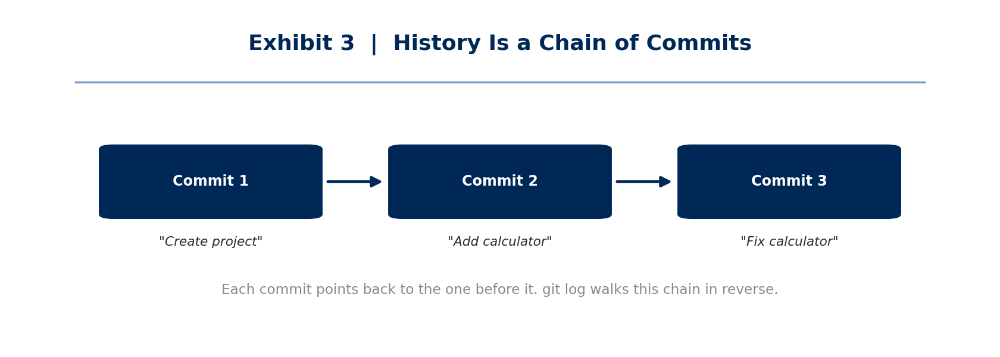 Exhibit 3 | History Is a Chain of Commits
Commit 1
Commit 2
Commit 3
"Create project"
"Add calculator"
"Fix calculator"
Each commit points back to the one before it. git log walks this chain in reverse.